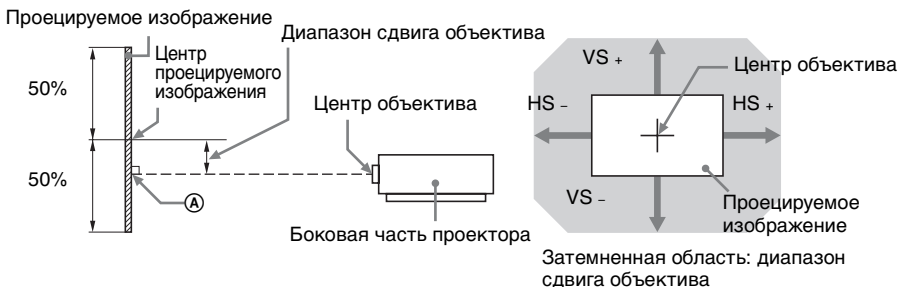 Проецируемое изображение
50%
50%
Центр
проецируемого
изображения
Ⓐ
Диапазон сдвига объектива
Центр объектива
Боковая часть проектора
VS +
HS –
HS +
VS –
Центр объектива
Проецируемое
изображение
Затемненная область: диапазон
сдвига объектива